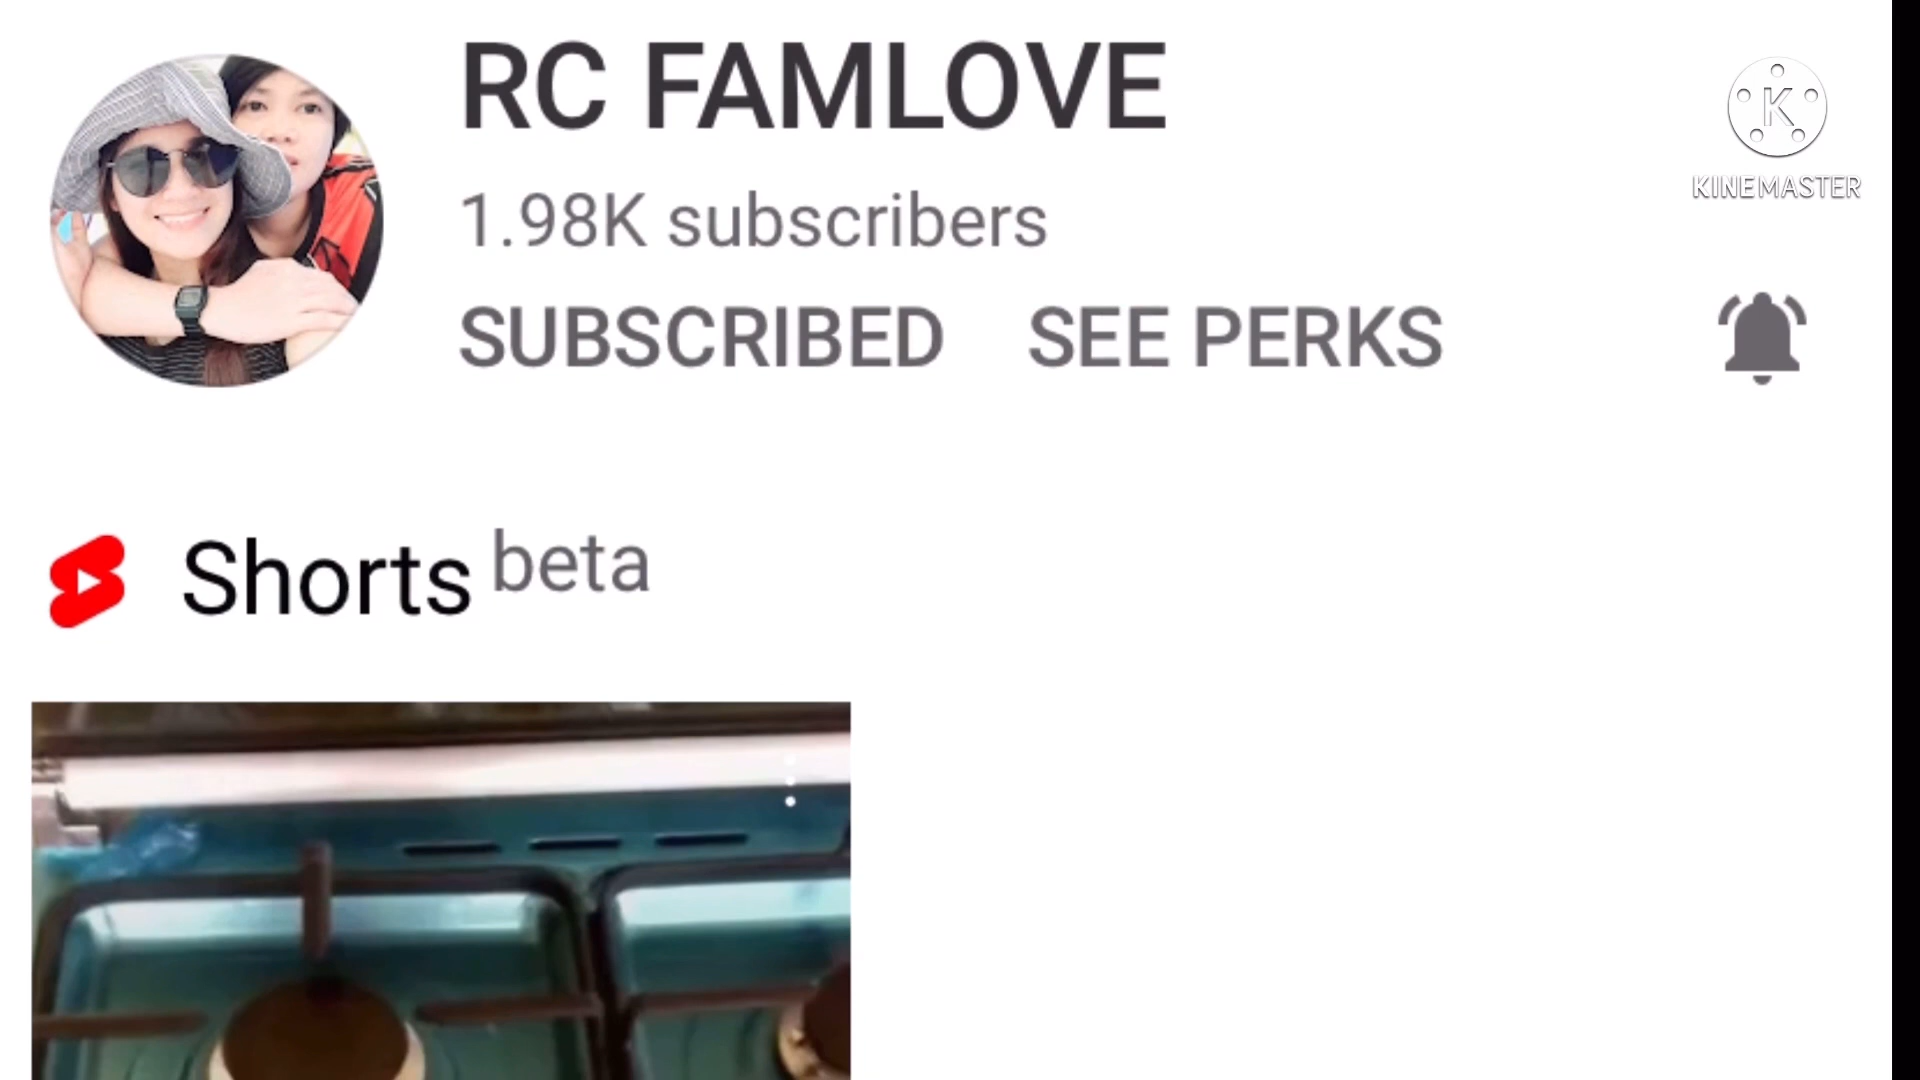 RC FAMLOVE
1.98K subscribers
SUBSCRIBED SEE PERKS
K
KINEMASTER
Shorts beta